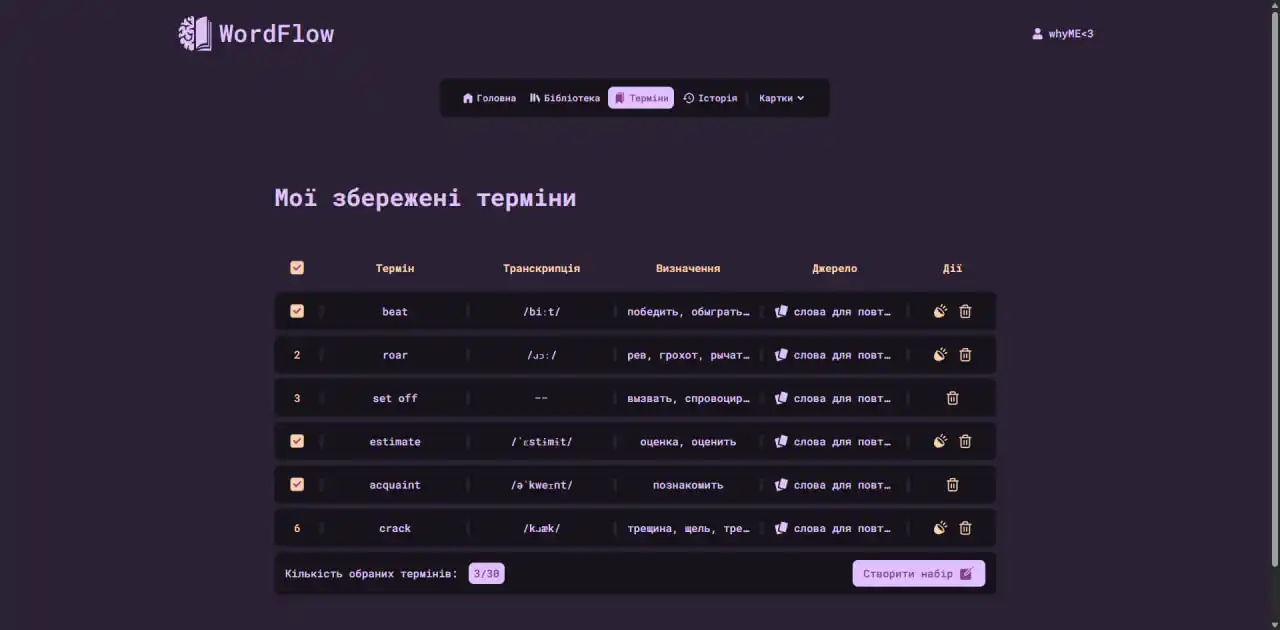 WordFlow
whyME<3
Головна Бібліотека Терміни Історія Картки
Мої збережені терміни
Термін Транскрипція Визначення Джерело Дії
beat /biːt/ победить, обыграть… слова для повт…
2 roar /ɹɔː/ рев, грохот, рычат… слова для повт…
3 set off —— вызвать, спровоцир… слова для повт…
estimate /ˈɛstɨmɨt/ оценка, оценить слова для повт…
acquaint /əˈkweɪnt/ познакомить слова для повт…
6 crack /kɹæk/ трещина, щель, тре… слова для повт…
Кількість обраних термінів: 3/30 Створити набір